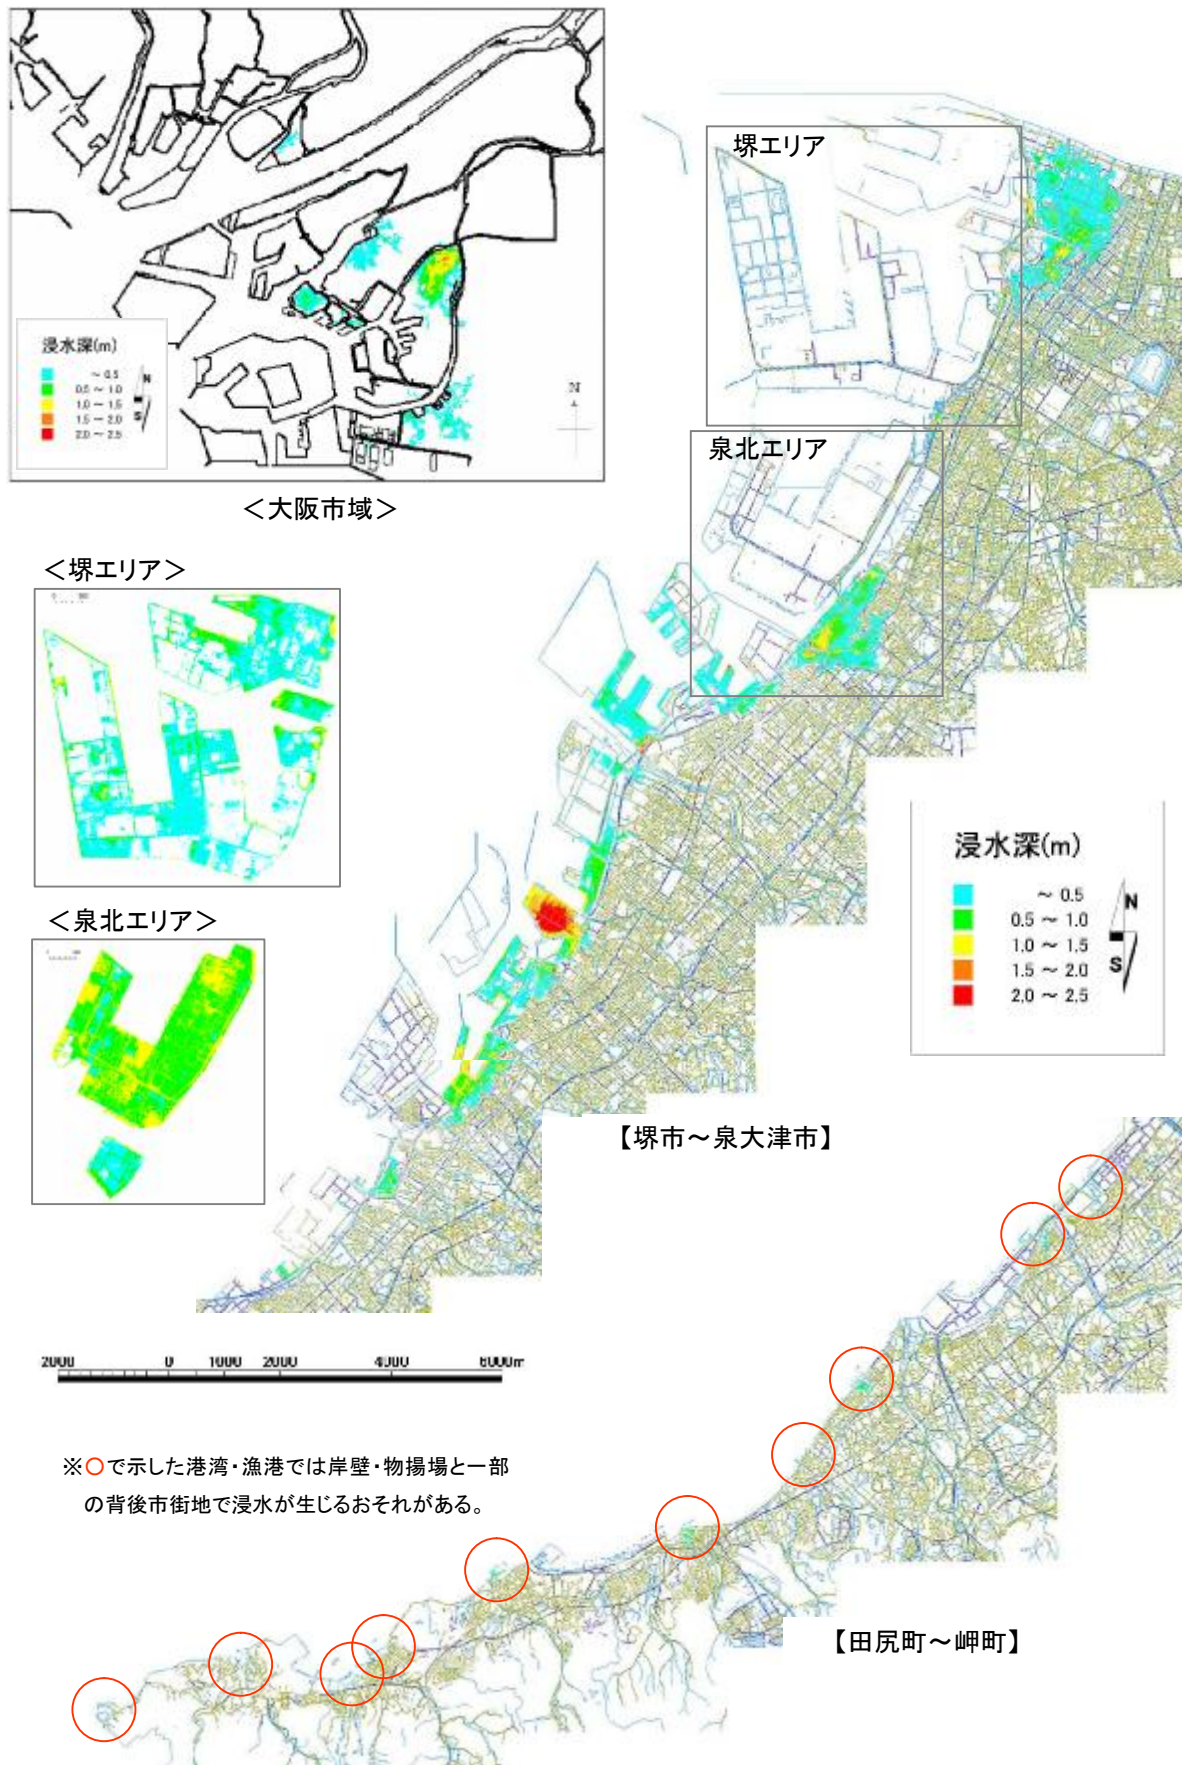 浸水深(m)
～ 0.5
0.5 ～ 1.0
1.0 ～ 1.5
1.5 ～ 2.0
2.0 ～ 2.5
N
S
N
＜大阪市域＞
堺エリア
泉北エリア
＜堺エリア＞
＜泉北エリア＞
浸水深(m)
～ 0.5
0.5 ～ 1.0
1.0 ～ 1.5
1.5 ～ 2.0
2.0 ～ 2.5
N
S
【堺市～泉大津市】
2000 0 1000 2000 4000 6000m
※○で示した港湾・漁港では岸壁・物揚場と一部
の背後市街地で浸水が生じるおそれがある。
【田尻町～岬町】